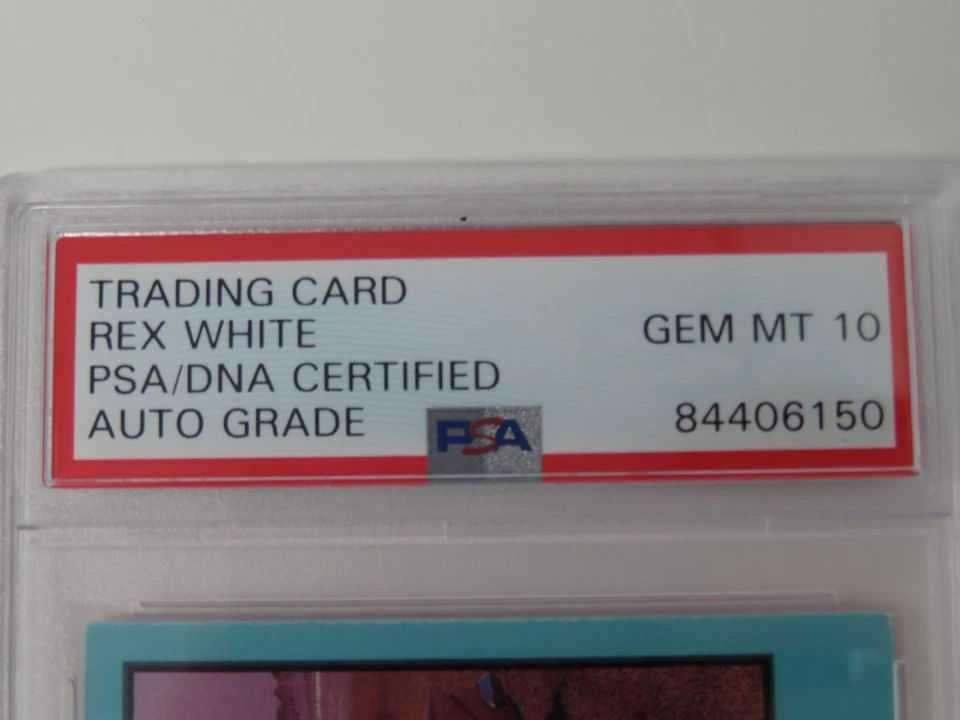 TRADING CARD
REX WHITE
GEM MT 10
PSA/DNA CERTIFIED
AUTO GRADE
84406150
PSA